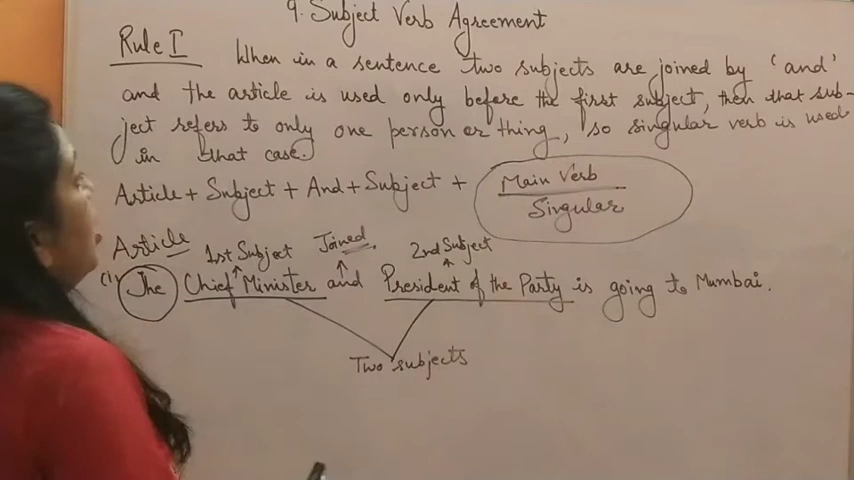 9. Subject Verb Agreement
Rule I When in a sentence two subjects are joined by 'and'
and the article is used only before the first subject, then that sub-
ject refers to only one person or thing, so singular verb is used
in that case.
Article + Subject + And + Subject + Main Verb
Singular
Article 1st Subject Joined. 2nd Subject
(1) The Chief Minister and President of the Party is going to Mumbai.
Two subjects